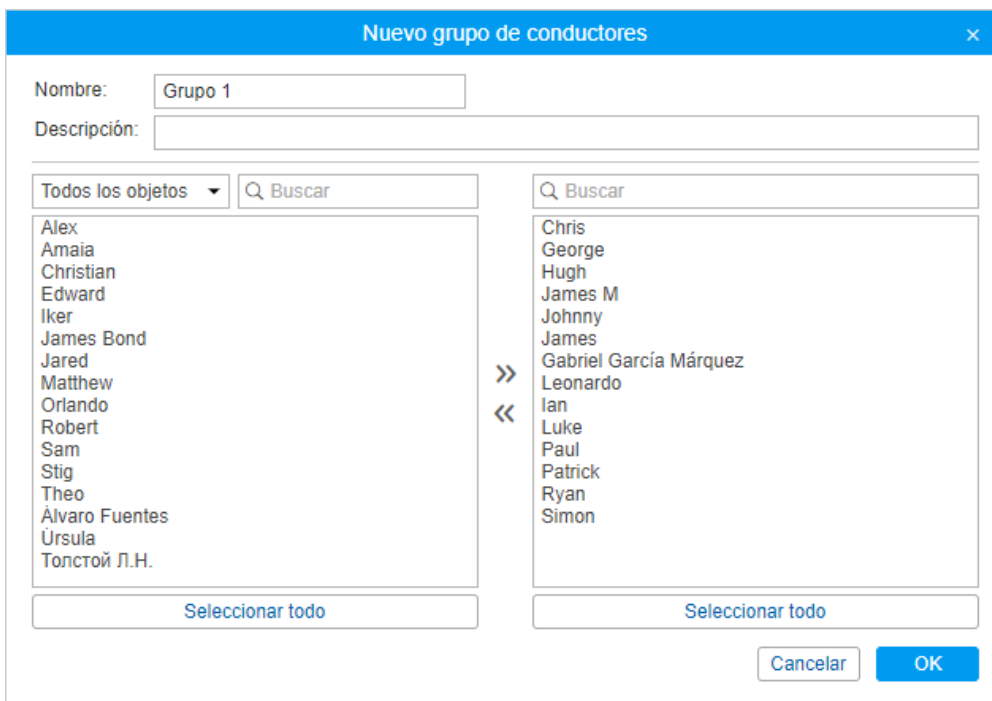 Nuevo grupo de conductores ×
Nombre: Grupo 1
Descripción:
Todos los objetos Buscar
Alex
Amaia
Christian
Edward
Iker
James Bond
Jared
Matthew
Orlando
Robert
Sam
Stig
Theo
Álvaro Fuentes
Úrsula
Толстой Л.Н.
Seleccionar todo
Buscar
Chris
George
Hugh
James M
Johnny
James
Gabriel García Márquez
Leonardo
Ian
Luke
Paul
Patrick
Ryan
Simon
Seleccionar todo
Cancelar OK